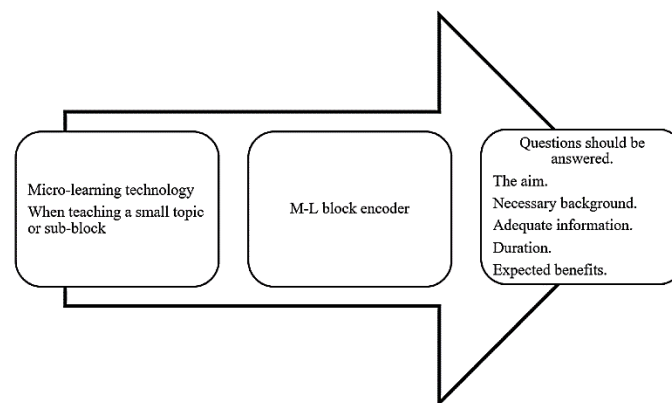 Micro-learning technology
When teaching a small topic
or sub-block
M-L block encoder
Questions should be
answered.
The aim.
Necessary background.
Adequate information.
Duration.
Expected benefits.